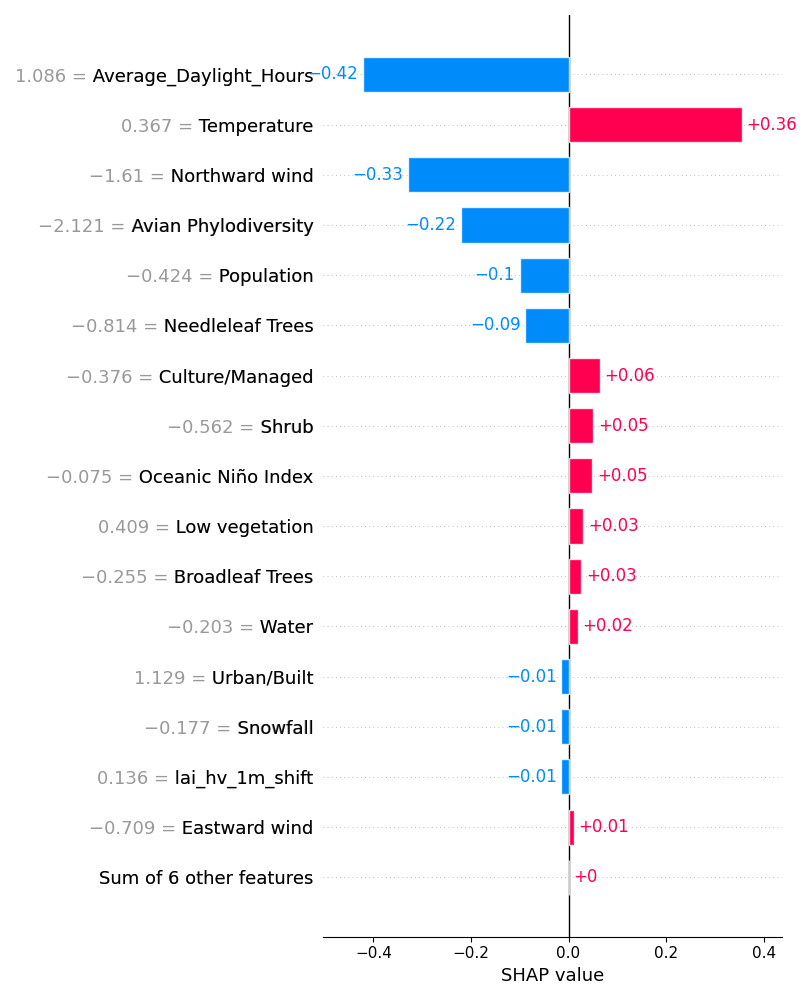 1.086 = Average_Daylight_Hours −0.42
0.367 = Temperature +0.36
−1.61 = Northward wind −0.33
−2.121 = Avian Phylodiversity −0.22
−0.424 = Population −0.1
−0.814 = Needleleaf Trees −0.09
−0.376 = Culture/Managed +0.06
−0.562 = Shrub +0.05
−0.075 = Oceanic Niño Index +0.05
0.409 = Low vegetation +0.03
−0.255 = Broadleaf Trees +0.03
−0.203 = Water +0.02
1.129 = Urban/Built −0.01
−0.177 = Snowfall −0.01
0.136 = lai_hv_1m_shift −0.01
−0.709 = Eastward wind +0.01
Sum of 6 other features +0
−0.4 −0.2 0.0 0.2 0.4
SHAP value